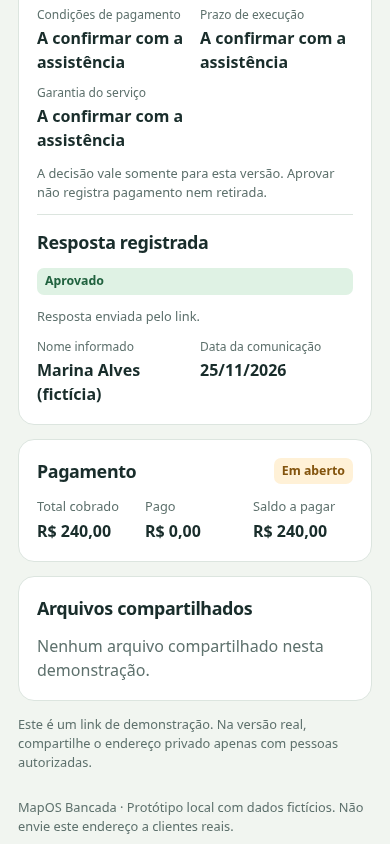 Condições de pagamento
Prazo de execução
A confirmar com a
assistência
A confirmar com a
assistência
Garantia do serviço
A confirmar com a
assistência
A decisão vale somente para esta versão. Aprovar
não registra pagamento nem retirada.
Resposta registrada
Aprovado
Resposta enviada pelo link.
Nome informado
Data da comunicação
Marina Alves
(fictícia)
25/11/2026
Pagamento
Em aberto
Total cobrado
Pago
Saldo a pagar
R$ 240,00
R$ 0,00
R$ 240,00
Arquivos compartilhados
Nenhum arquivo compartilhado nesta
demonstração.
Este é um link de demonstração. Na versão real,
compartilhe o endereço privado apenas com pessoas
autorizadas.
MapOS Bancada · Protótipo local com dados fictícios. Não
envie este endereço a clientes reais.